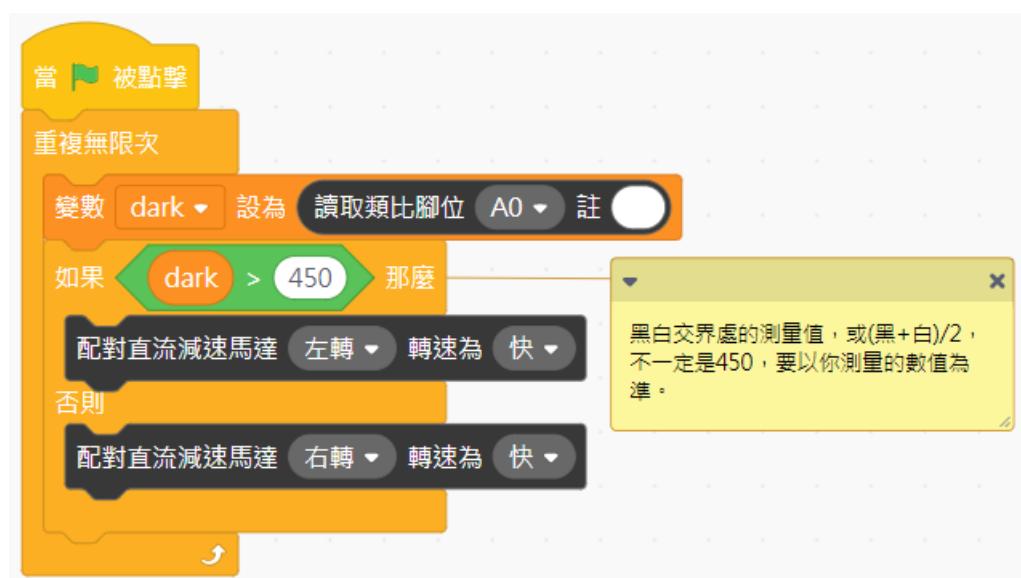 當 被點擊
重複無限次
變數 dark 設為 讀取類比腳位 A0 註
如果 dark > 450 那麼
配對直流減速馬達 左轉 轉速為 快
否則
配對直流減速馬達 右轉 轉速為 快
黑白交界處的測量值，或(黑+白)/2，
不一定是450，要以你測量的數值為
準。